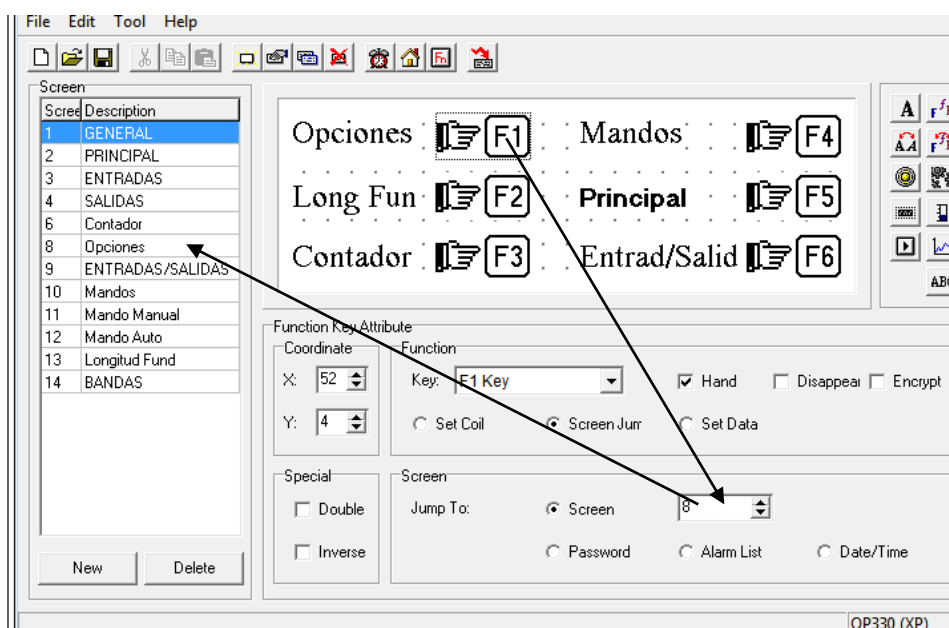 File Edit Tool Help
Screen
Scree Description
1 GENERAL
2 PRINCIPAL
3 ENTRADAS
4 SALIDAS
6 Contador
8 Opciones
9 ENTRADAS/SALIDAS
10 Mandos
11 Mando Manual
12 Mando Auto
13 Longitud Fund
14 BANDAS
New Delete
Opciones F1 Mandos F4
Long Fun F2 Principal F5
Contador F3 Entrad/Salid F6
Function Key Attribute
Coordinate
X: 52
Y: 4
Function
Key: F1 Key Hand Disappear Encrypt
Set Coil Screen Jum Set Data
Special
Double
Inverse
Screen
Jump To: Screen 8
Password Alarm List Date/Time
A
ABC
Fn
OP330 (XP)